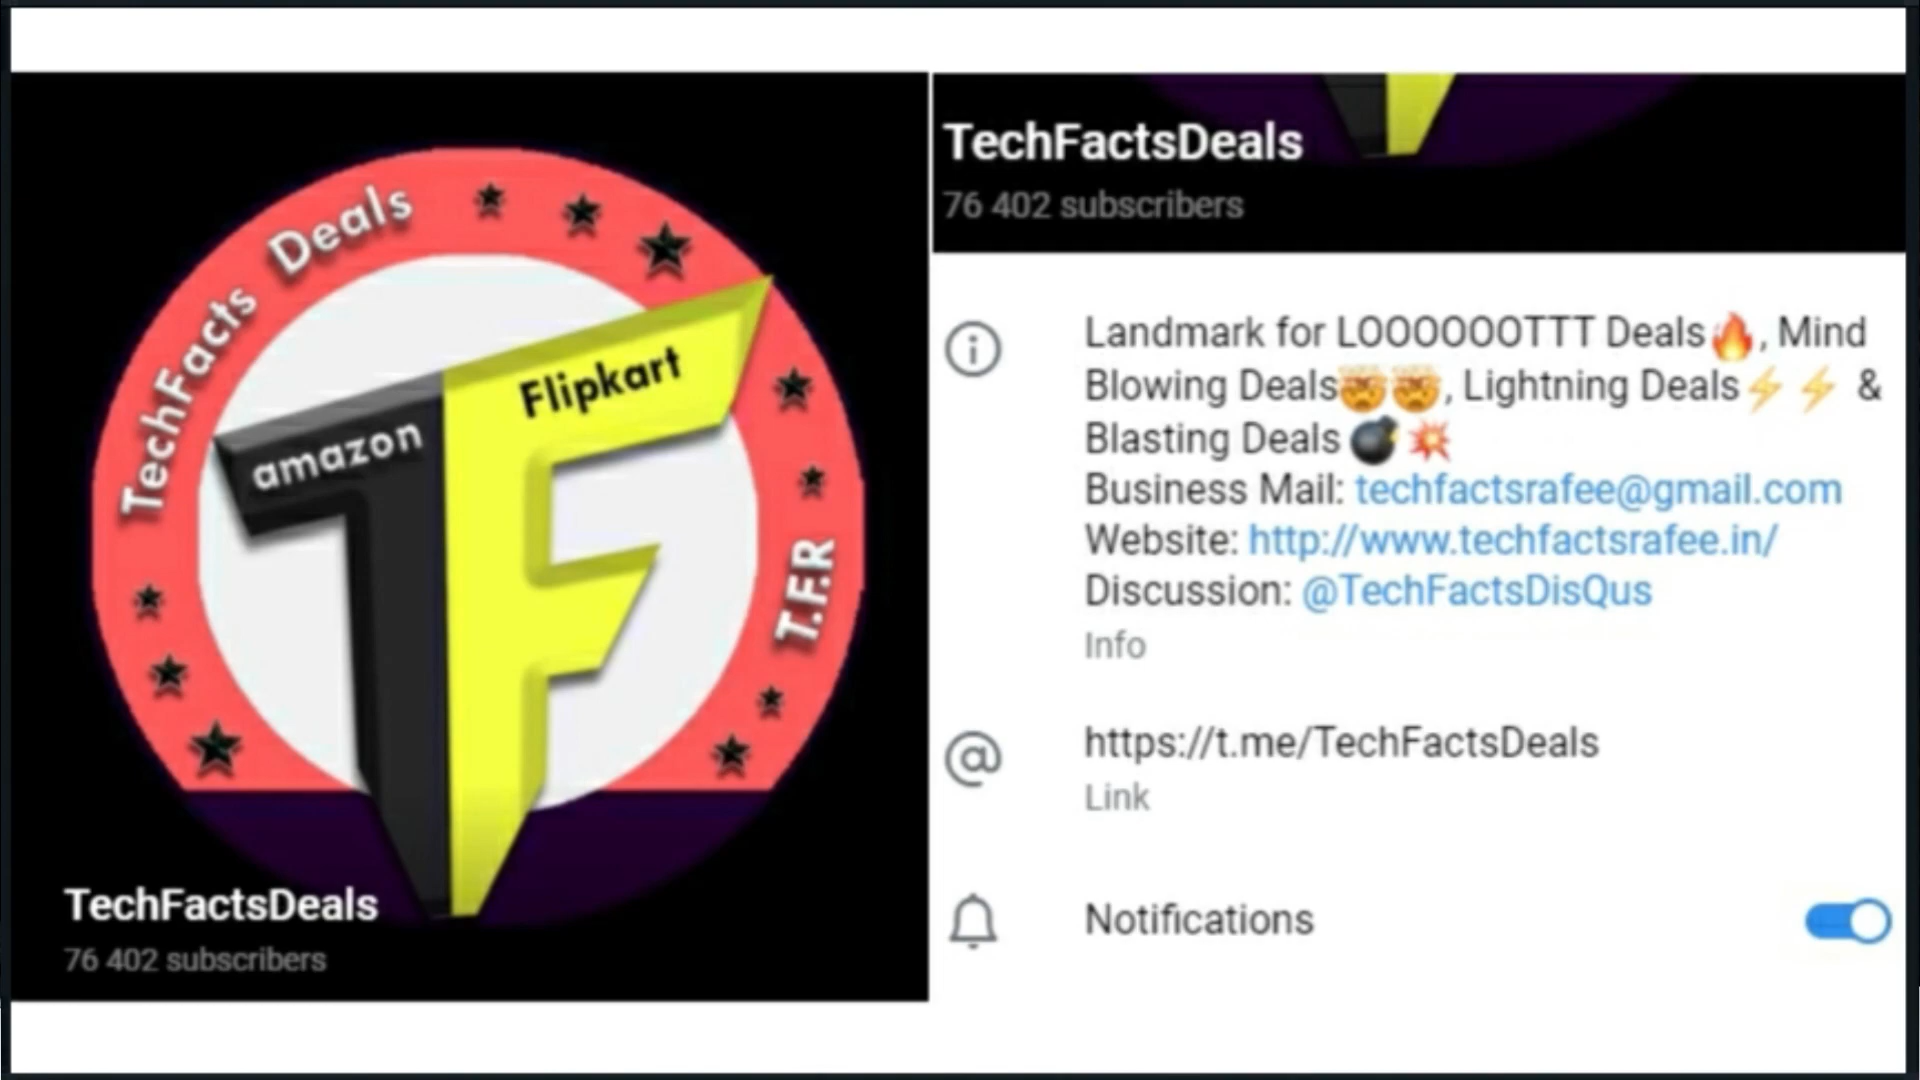 TechFacts Deals
amazon
Flipkart
T.F.R
TechFactsDeals
76 402 subscribers
TechFactsDeals
76 402 subscribers
Landmark for LOOOOOOTTT Deals🔥, Mind
Blowing Deals🤯🤯, Lightning Deals⚡⚡ &
Blasting Deals 💣💥
Business Mail: techfactsrafee@gmail.com
Website: http://www.techfactsrafee.in/
Discussion: @TechFactsDisQus
Info
https://t.me/TechFactsDeals
Link
Notifications